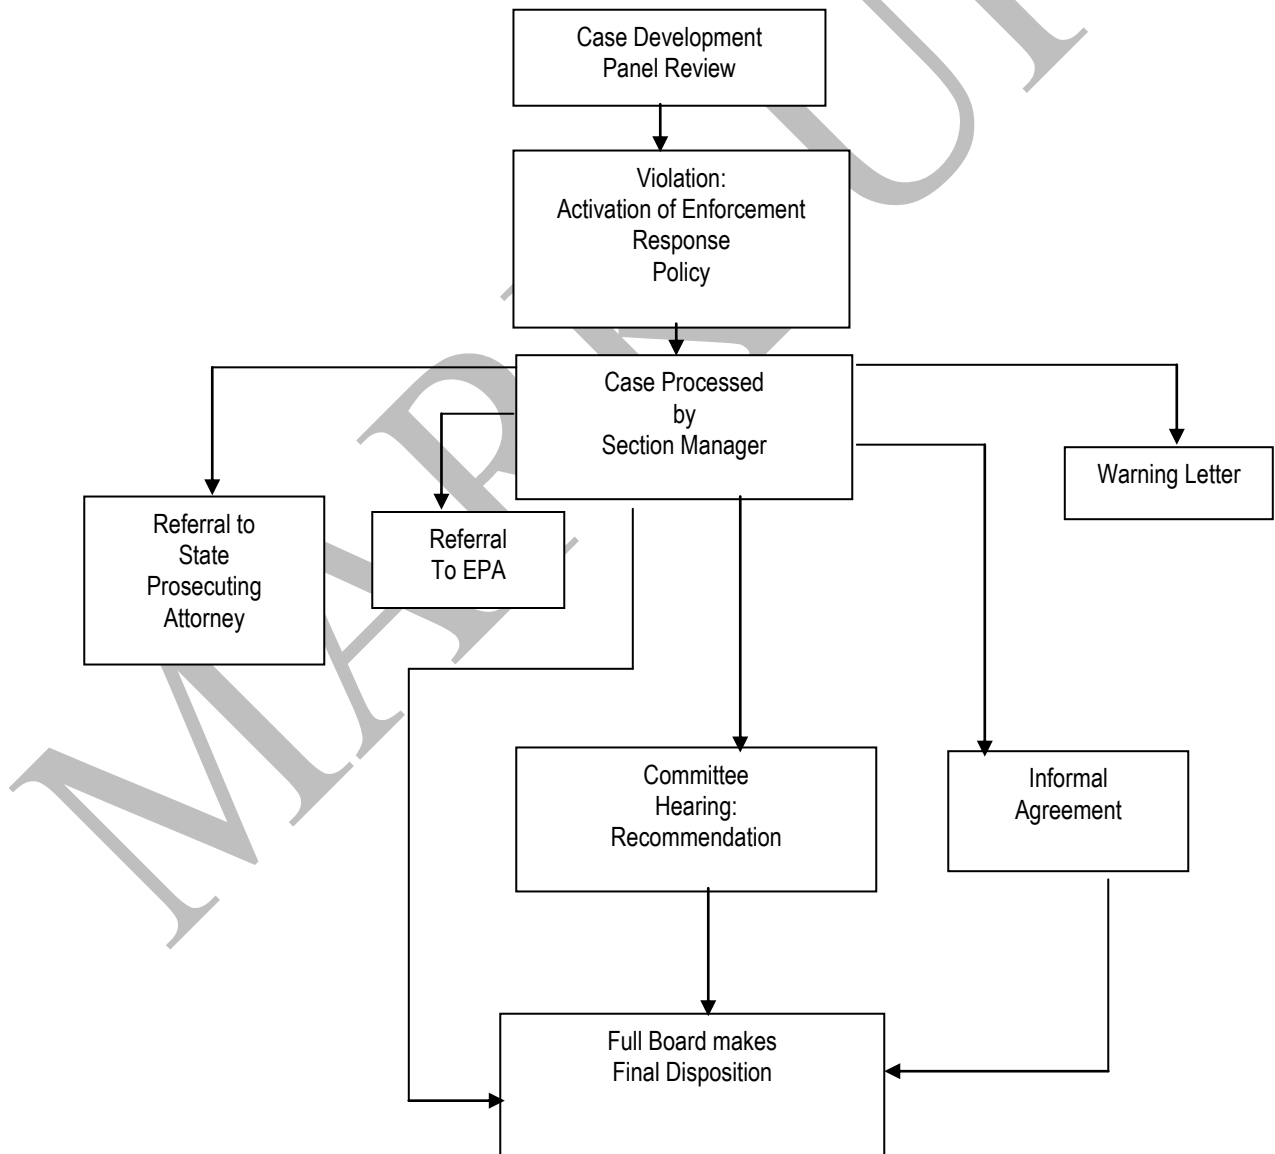 Case Development
Panel Review
Violation:
Activation of Enforcement
Response
Policy
Case Processed
by
Section Manager
Warning Letter
Referral to
State
Prosecuting
Attorney
Referral
To EPA
Committee
Hearing:
Recommendation
Informal
Agreement
Full Board makes
Final Disposition